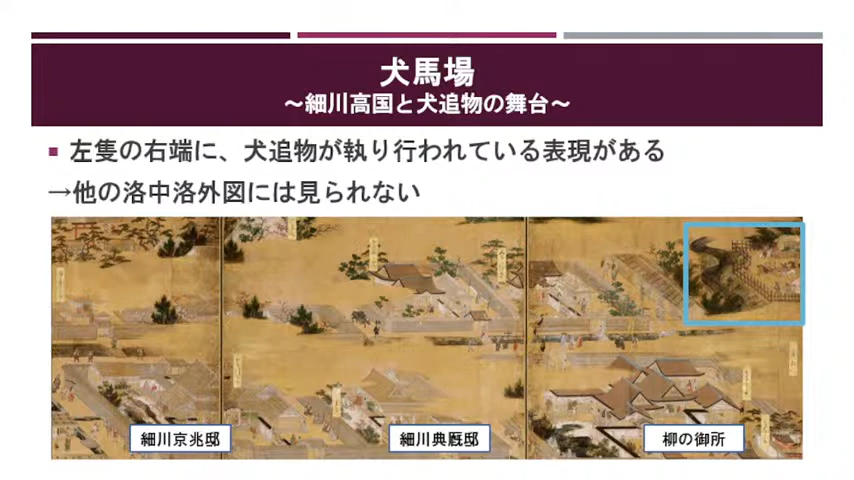 犬馬場
～細川高国と犬追物の舞台～
■ 左隻の右端に、犬追物が執り行われている表現がある
→他の洛中洛外図には見られない
細川京兆邸
細川典厩邸
柳の御所